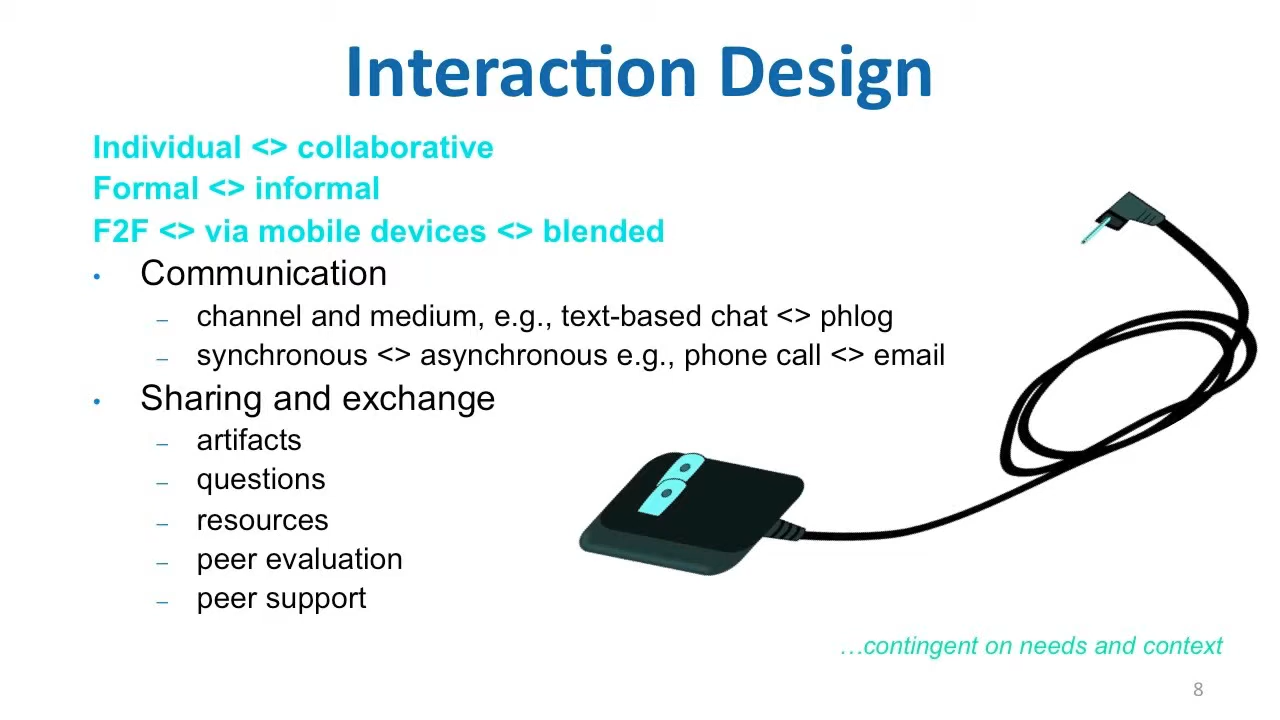 Interaction Design
Individual <> collaborative
Formal <> informal
F2F <> via mobile devices <> blended
• Communication
– channel and medium, e.g., text-based chat <> phlog
– synchronous <> asynchronous e.g., phone call <> email
• Sharing and exchange
– artifacts
– questions
– resources
– peer evaluation
– peer support
…contingent on needs and context
8